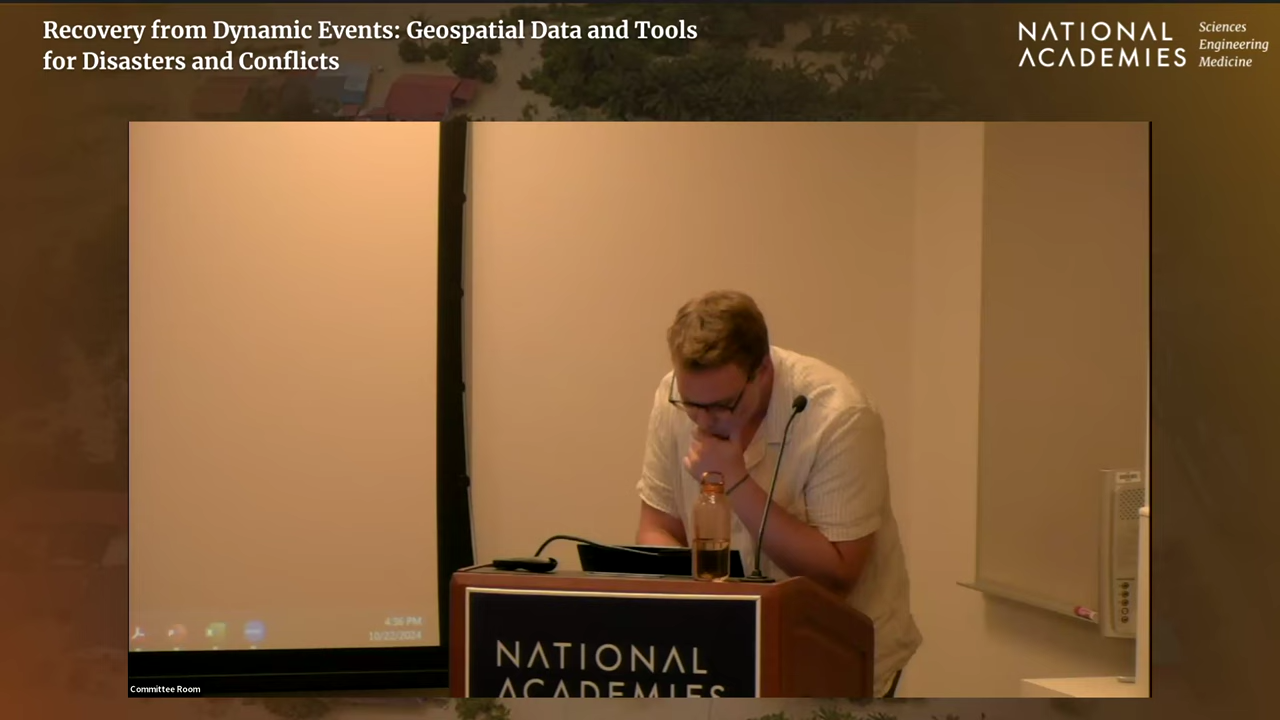 Recovery from Dynamic Events: Geospatial Data and Tools
for Disasters and Conflicts
NATIONAL
ACADEMIES
Sciences
Engineering
Medicine
4:56 PM
10/22/2024
NATIONAL
ACADEMIES
Committee Room